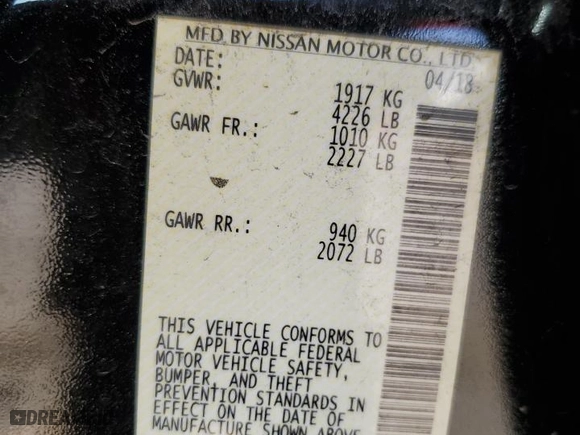 MFD BY NISSAN MOTOR CO., LTD.
DATE: 04/18
GVWR: 1917 KG
4226 LB
GAWR FR.: 1010 KG
2227 LB
GAWR RR.: 940 KG
2072 LB
THIS VEHICLE CONFORMS TO
ALL APPLICABLE FEDERAL
MOTOR VEHICLE SAFETY,
BUMPER, AND THEFT
PREVENTION STANDARDS IN
EFFECT ON THE DATE OF
MANUFACTURE SHOWN ABOVE